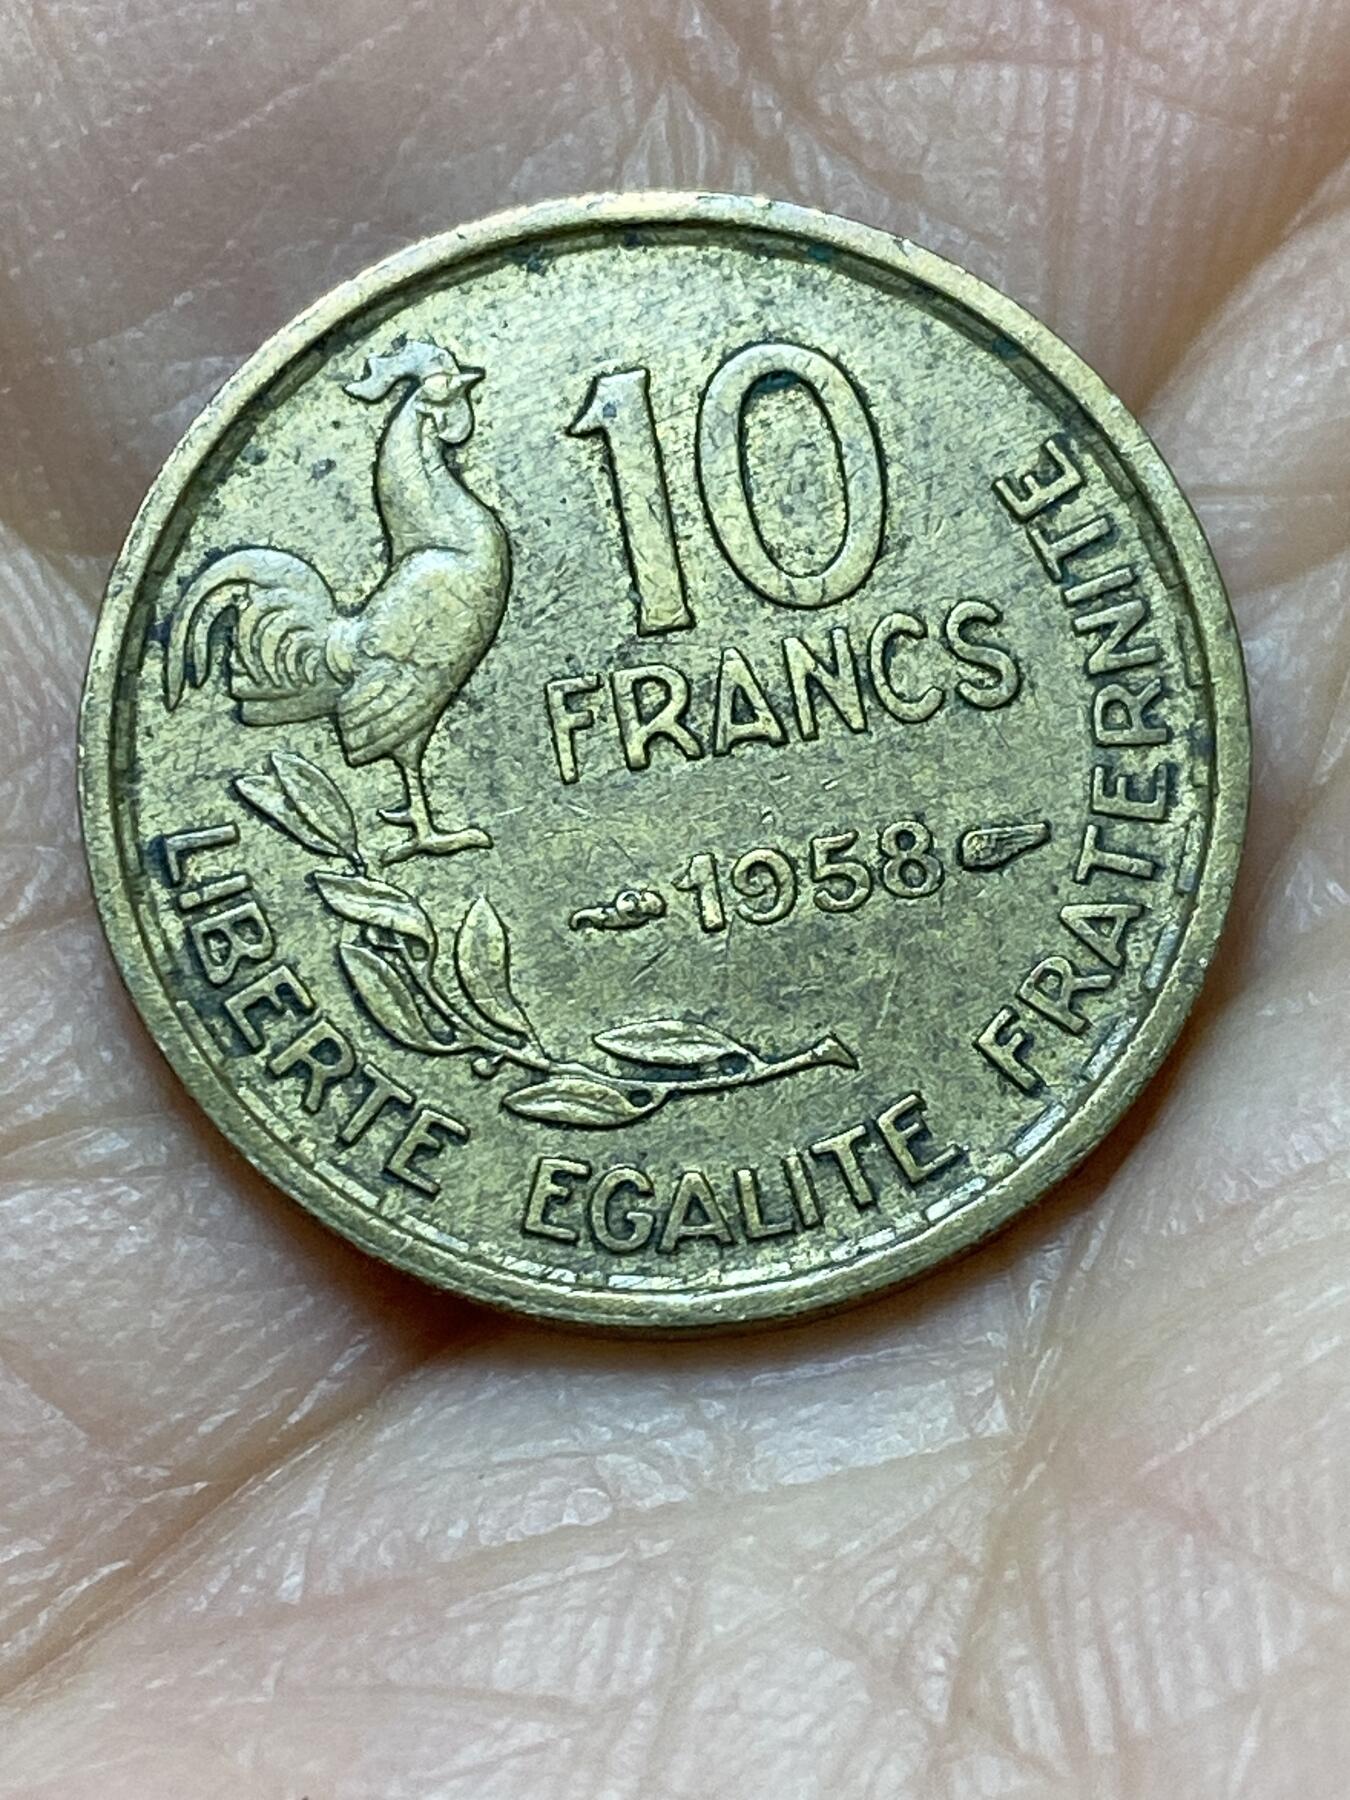 10
FRANCS
1958
LIBERTE EGALITE FRATERNITE